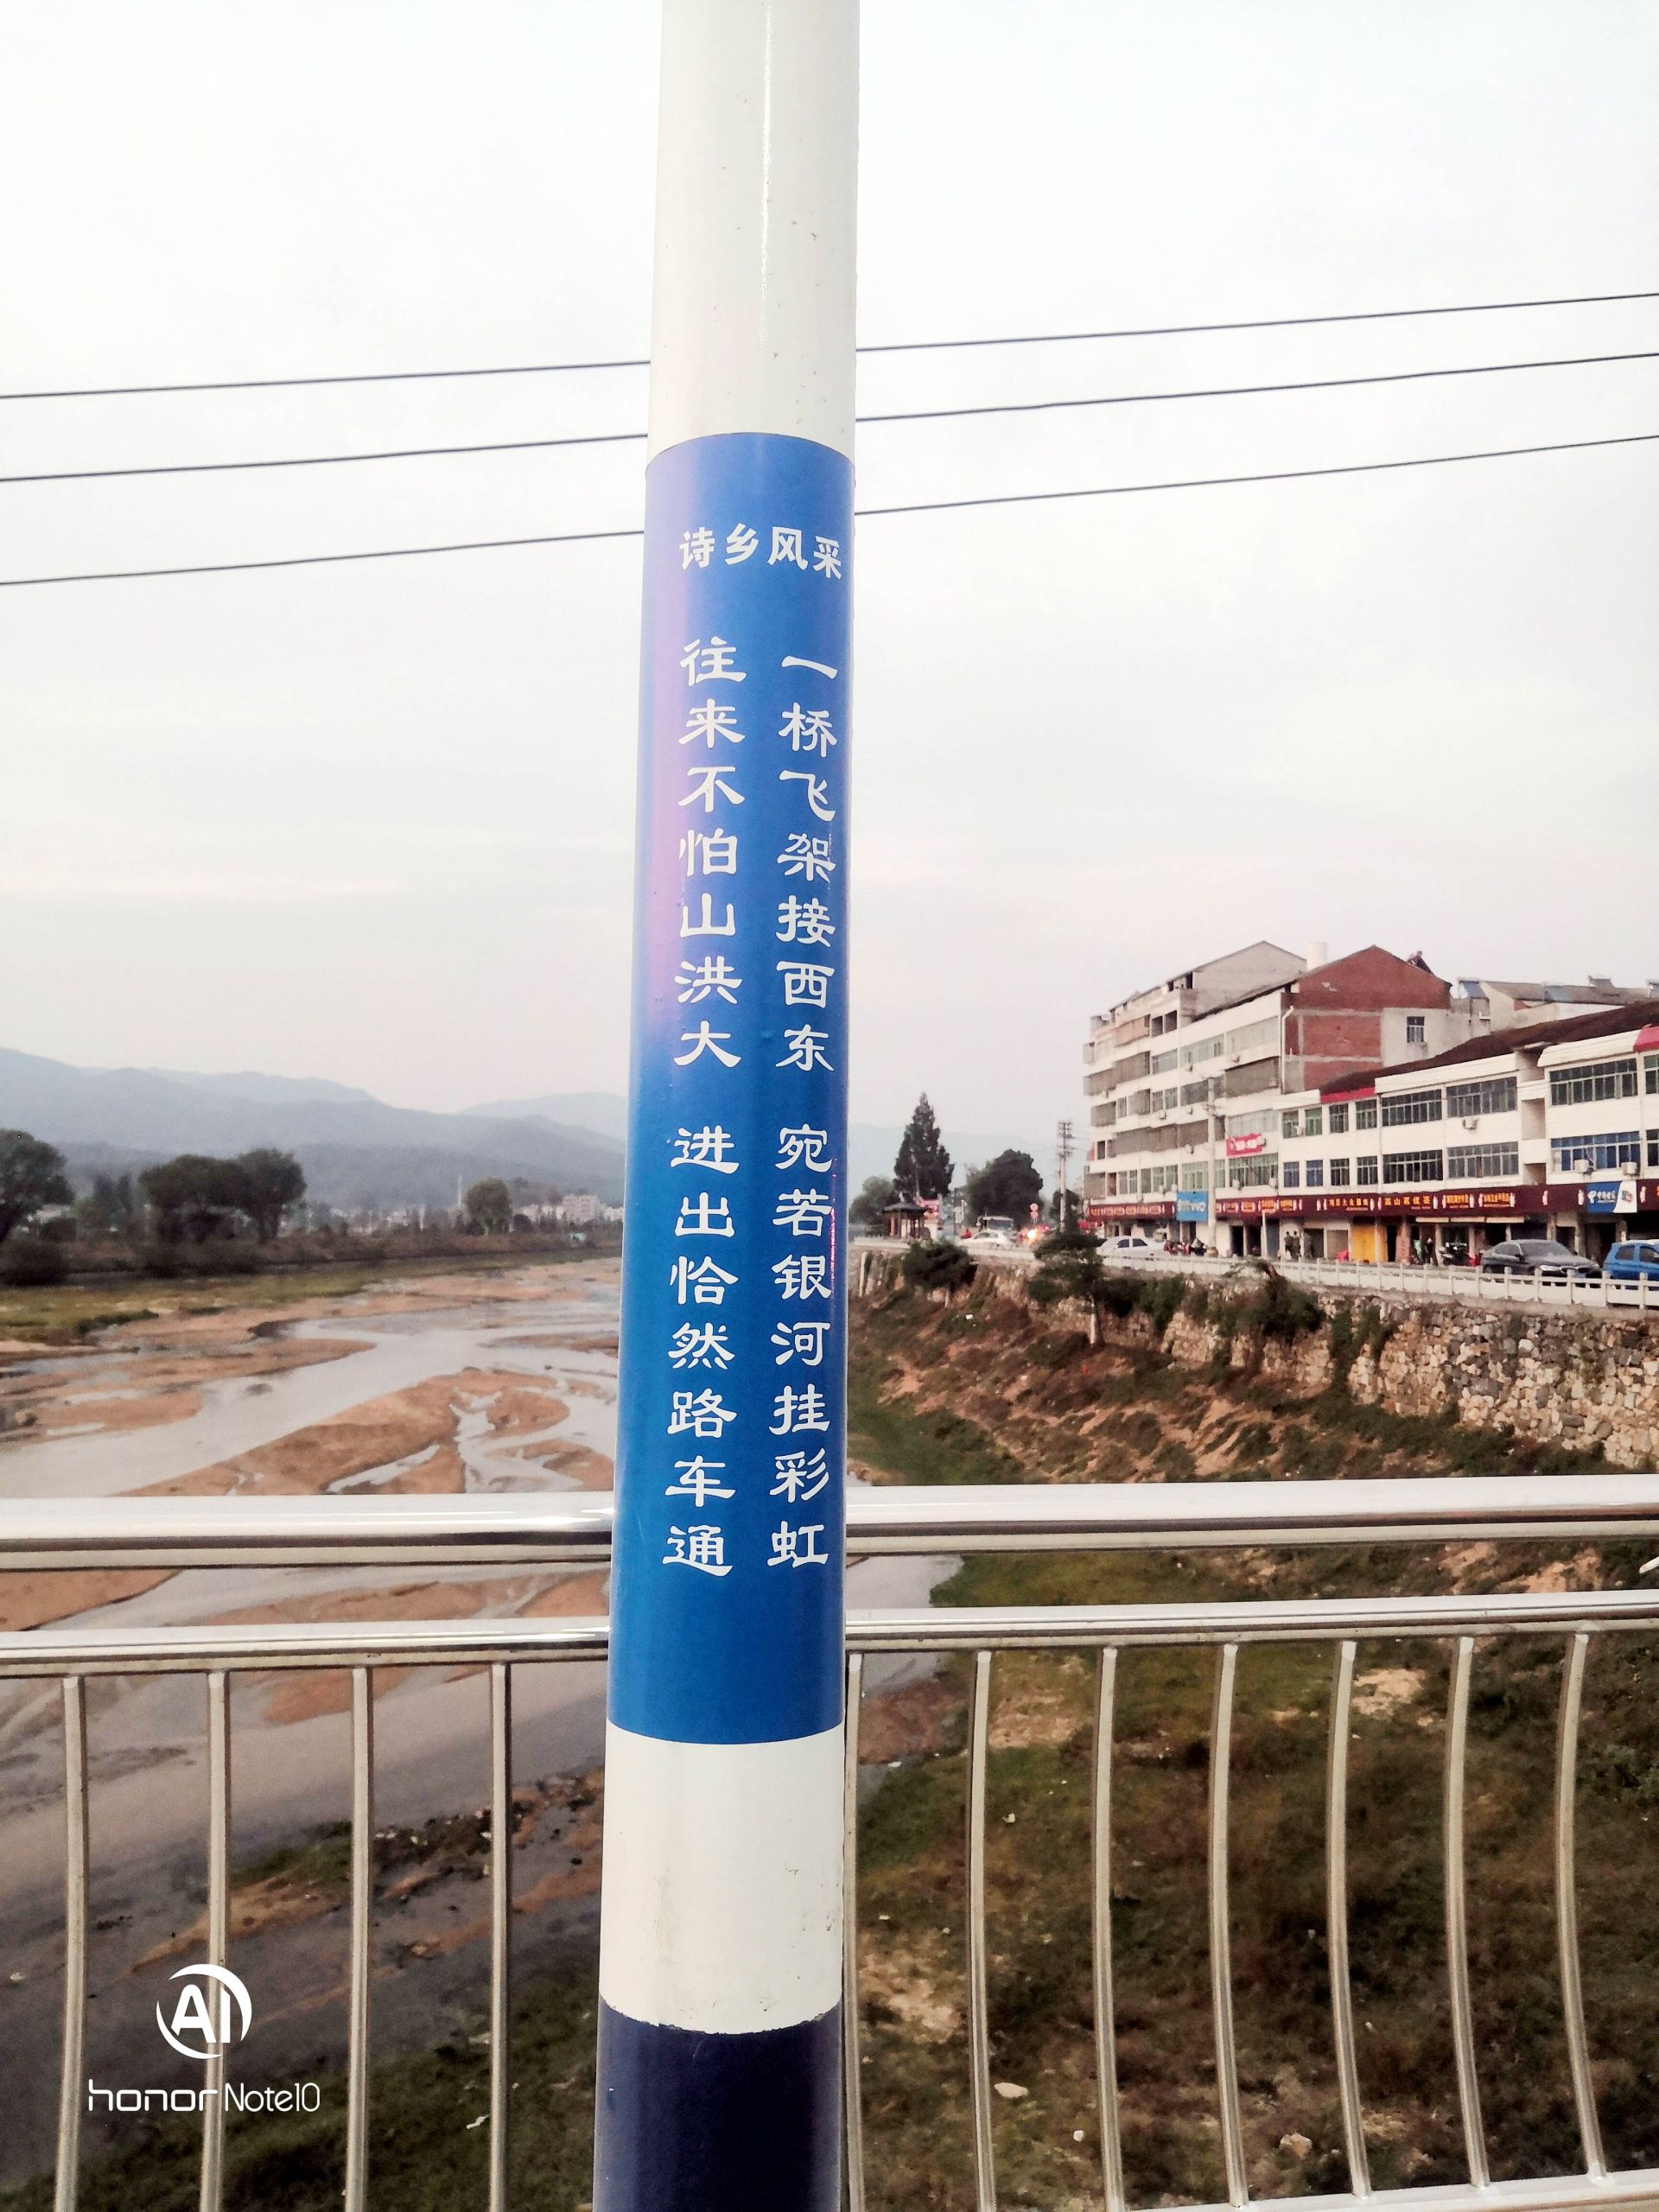 诗乡风采
一桥飞架接西东 宛若银河挂彩虹
往来不怕山洪大 进出恰然路车通
vivo
AI
honor Note10